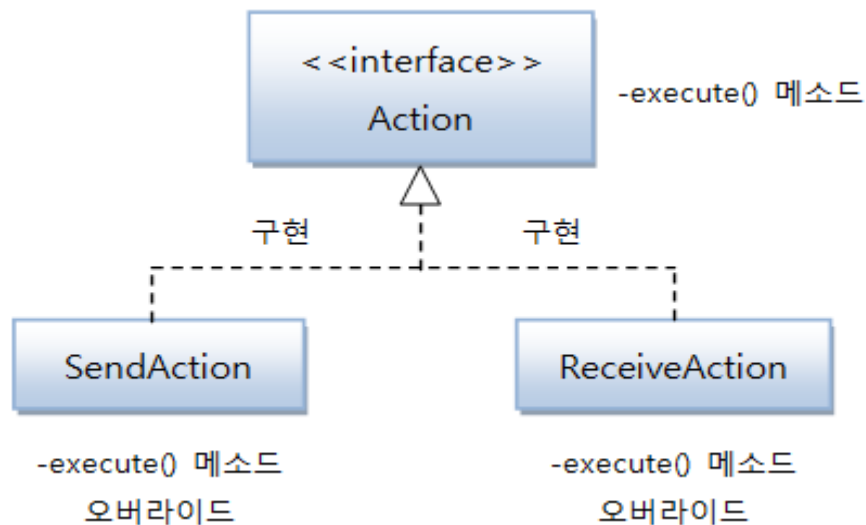 <<interface>>
Action
-execute() 메소드
구현
구현
SendAction
ReceiveAction
-execute() 메소드
오버라이드
-execute() 메소드
오버라이드